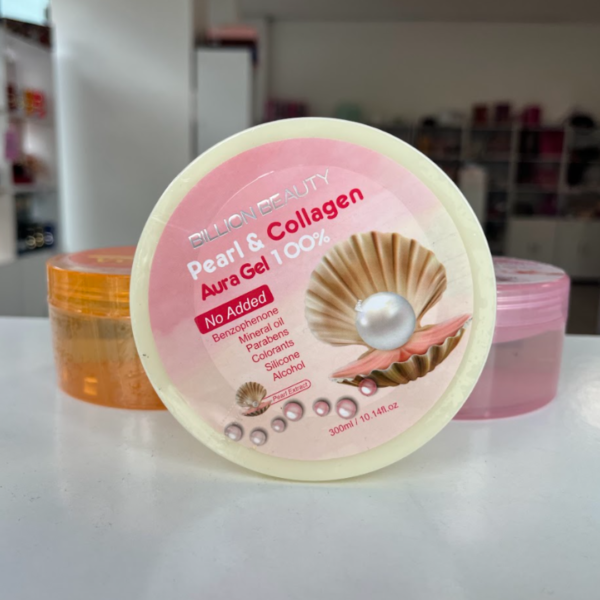 BILLION BEAUTY
Pearl & Collagen
Aura Gel 100%
No Added
Benzophenone
Mineral oil
Parabens
Colorants
Silicone
Alcohol
Pearl Extract
300ml / 10.14fl.oz